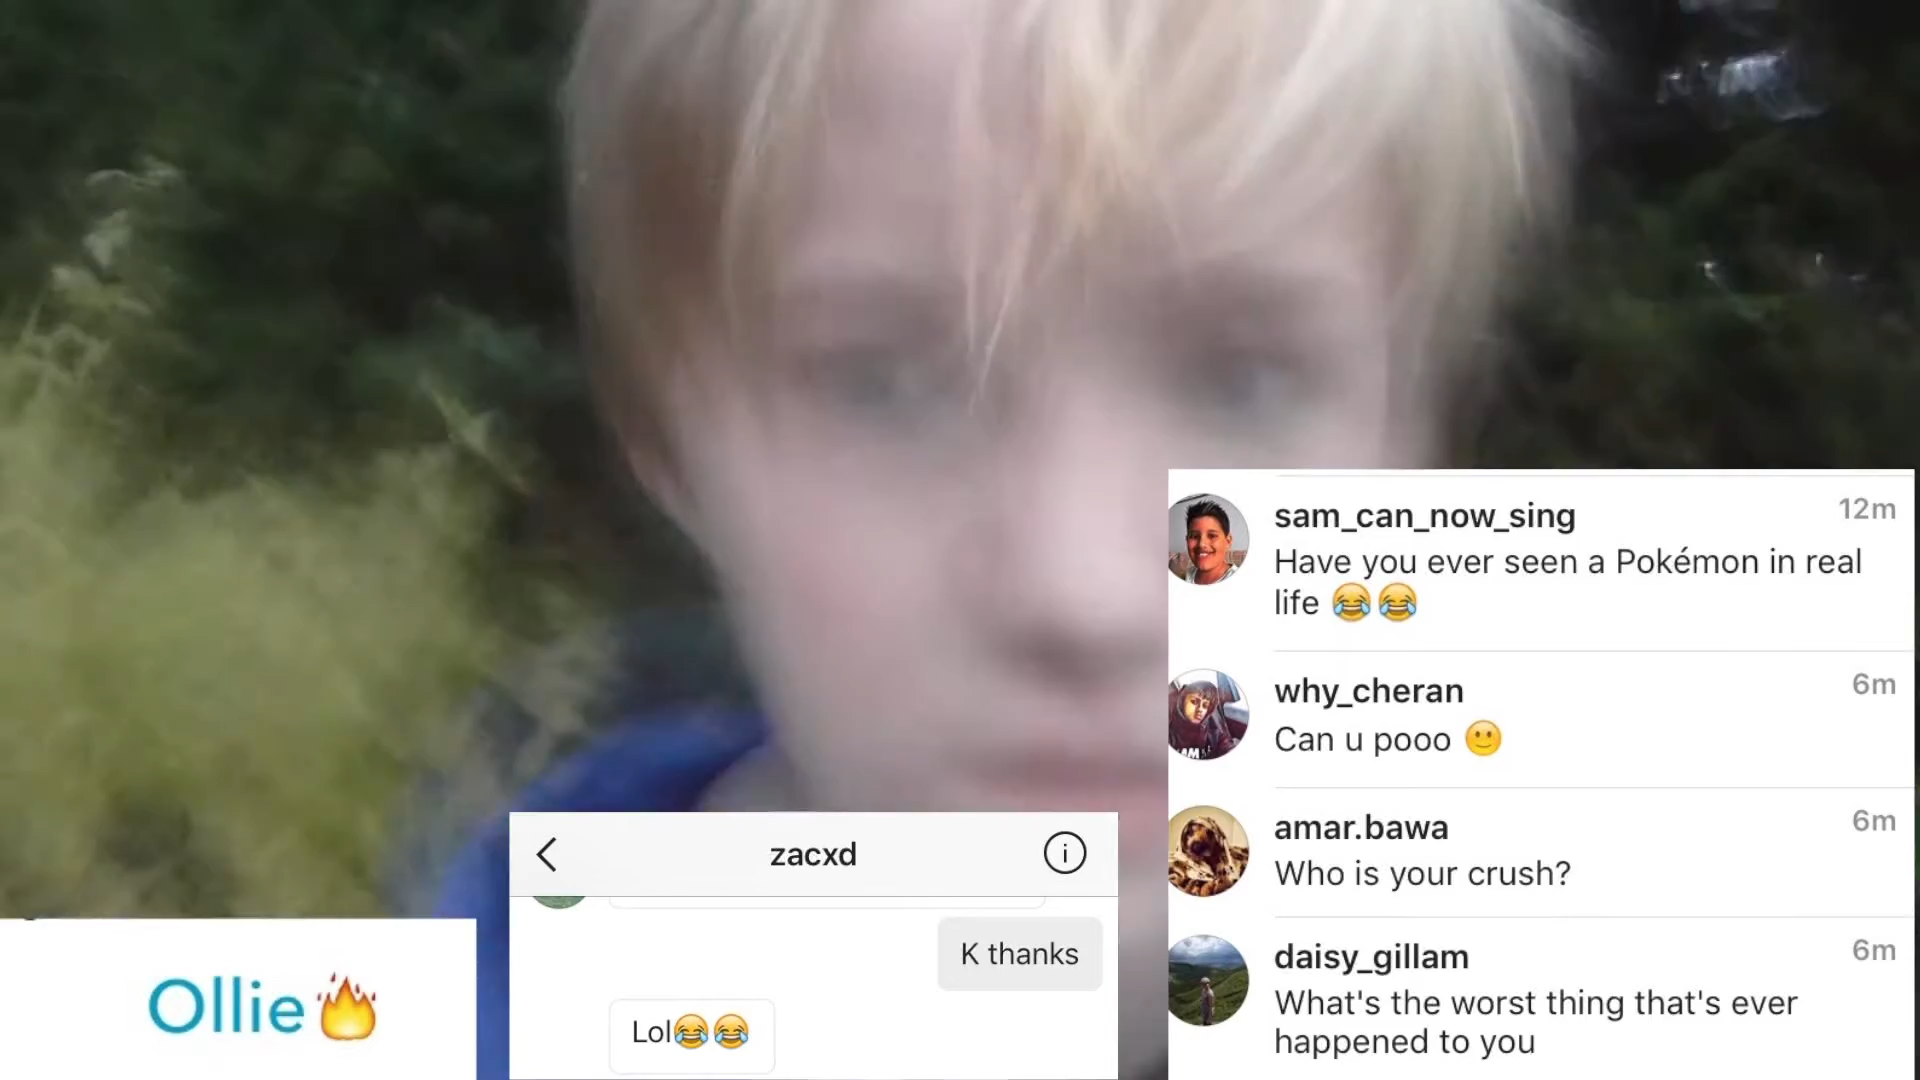 sam_can_now_sing 12m
Have you ever seen a Pokémon in real
life 😂😂
why_cheran 6m
Can u pooo 🙂
amar.bawa 6m
Who is your crush?
daisy_gillam 6m
What's the worst thing that's ever
happened to you
zacxd
K thanks
Lol😂😂
Ollie🔥